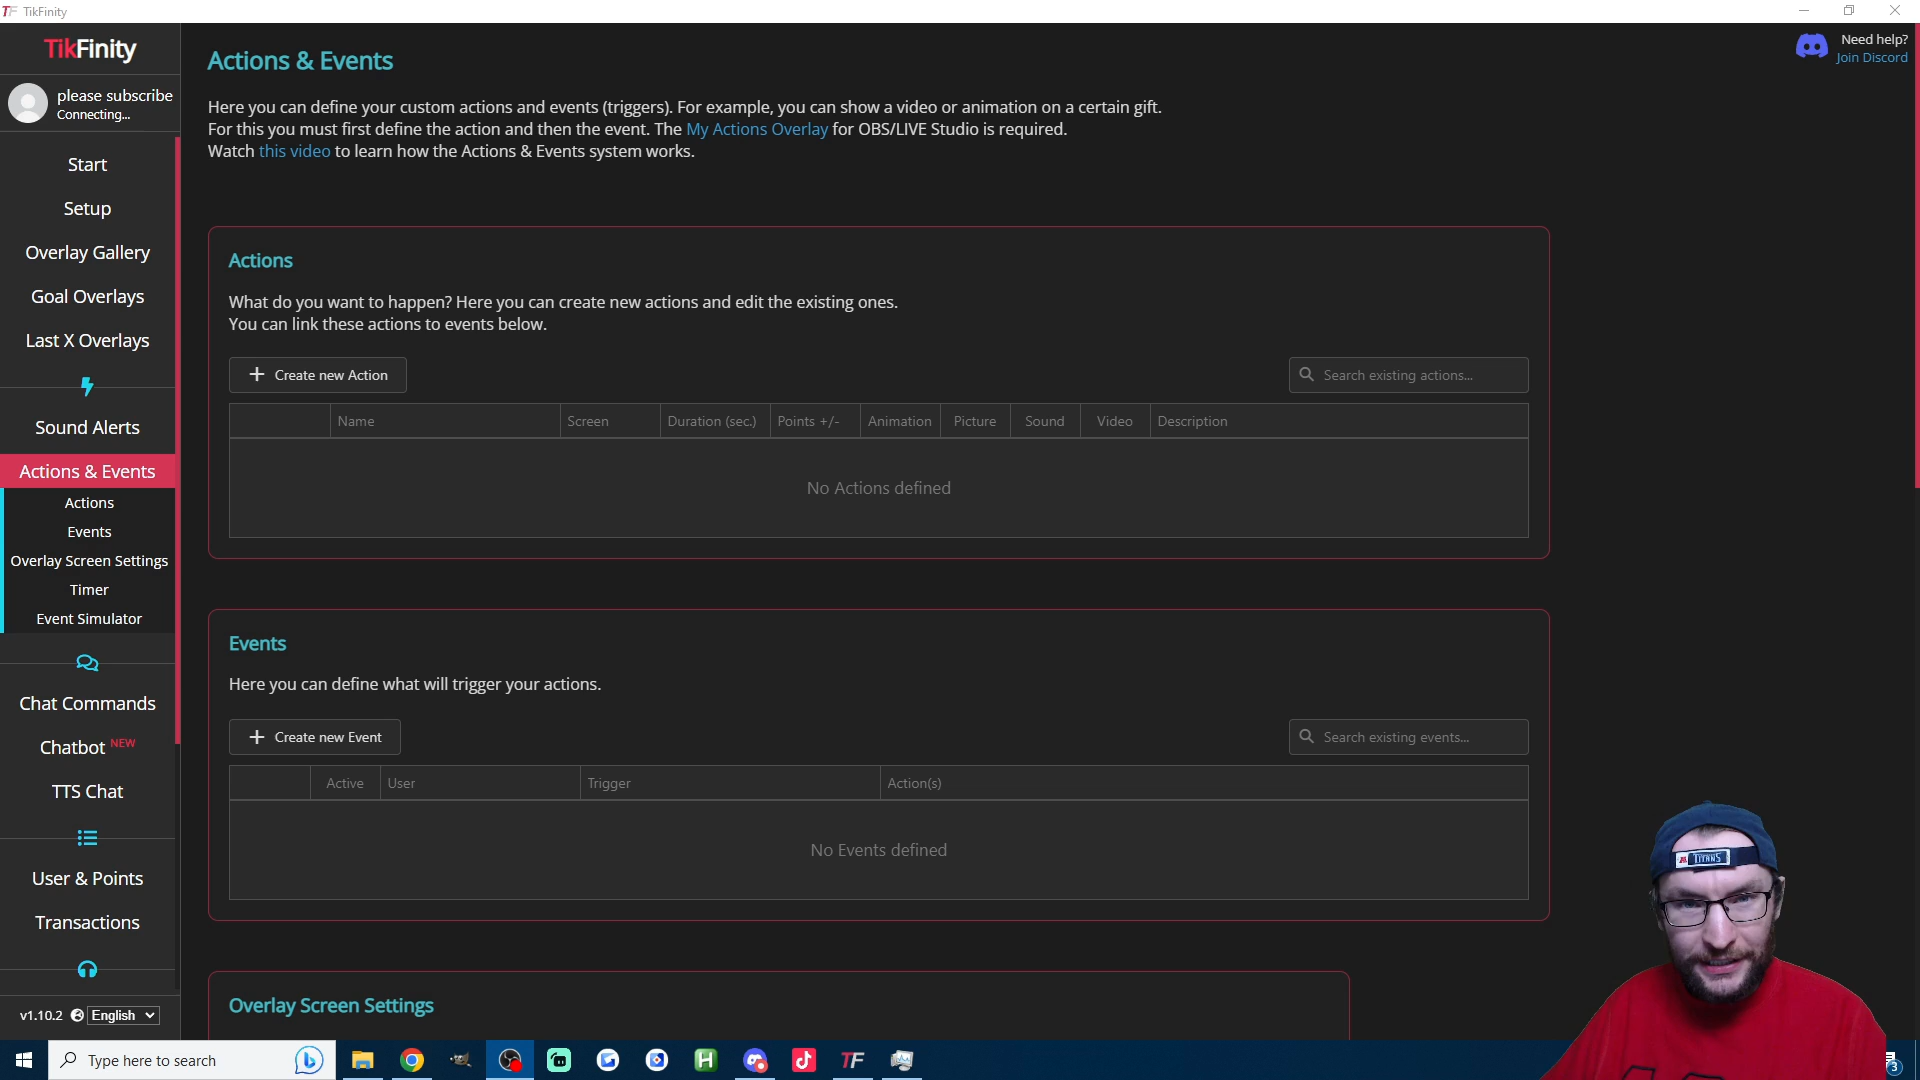 TF TikFinity
TikFinity
please subscribe
Connecting...
Start
Setup
Overlay Gallery
Goal Overlays
Last X Overlays
Sound Alerts
Actions & Events
Actions
Events
Overlay Screen Settings
Timer
Event Simulator
Chat Commands
Chatbot NEW
TTS Chat
User & Points
Transactions
v1.10.2 English
Need help?
Join Discord
Actions & Events
Here you can define your custom actions and events (triggers). For example, you can show a video or animation on a certain gift.
For this you must first define the action and then the event. The My Actions Overlay for OBS/LIVE Studio is required.
Watch this video to learn how the Actions & Events system works.
Actions
What do you want to happen? Here you can create new actions and edit the existing ones.
You can link these actions to events below.
+ Create new Action
Search existing actions...
Name Screen Duration (sec.) Points +/- Animation Picture Sound Video Description
No Actions defined
Events
Here you can define what will trigger your actions.
+ Create new Event
Search existing events...
Active User Trigger Action(s)
No Events defined
Overlay Screen Settings
TITANS
Type here to search
H
TF
3